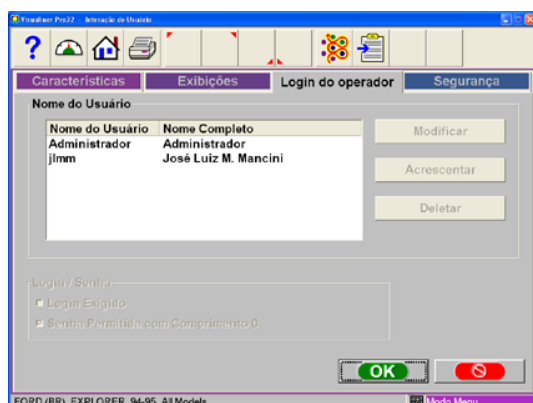 Visualiner Pro32 - Interação do Usuário
Características
Exibições
Login do operador
Segurança
Nome do Usuário
Nome do Usuário Nome Completo
Administrador Administrador
jlmm José Luiz M. Mancini
Modificar
Acrescentar
Deletar
Login / Senha
Login Exigido
Senha Permitida com Comprimento 0
OK
FORD (BR), EXPLORER, 94-95, All Models
Modo Menu